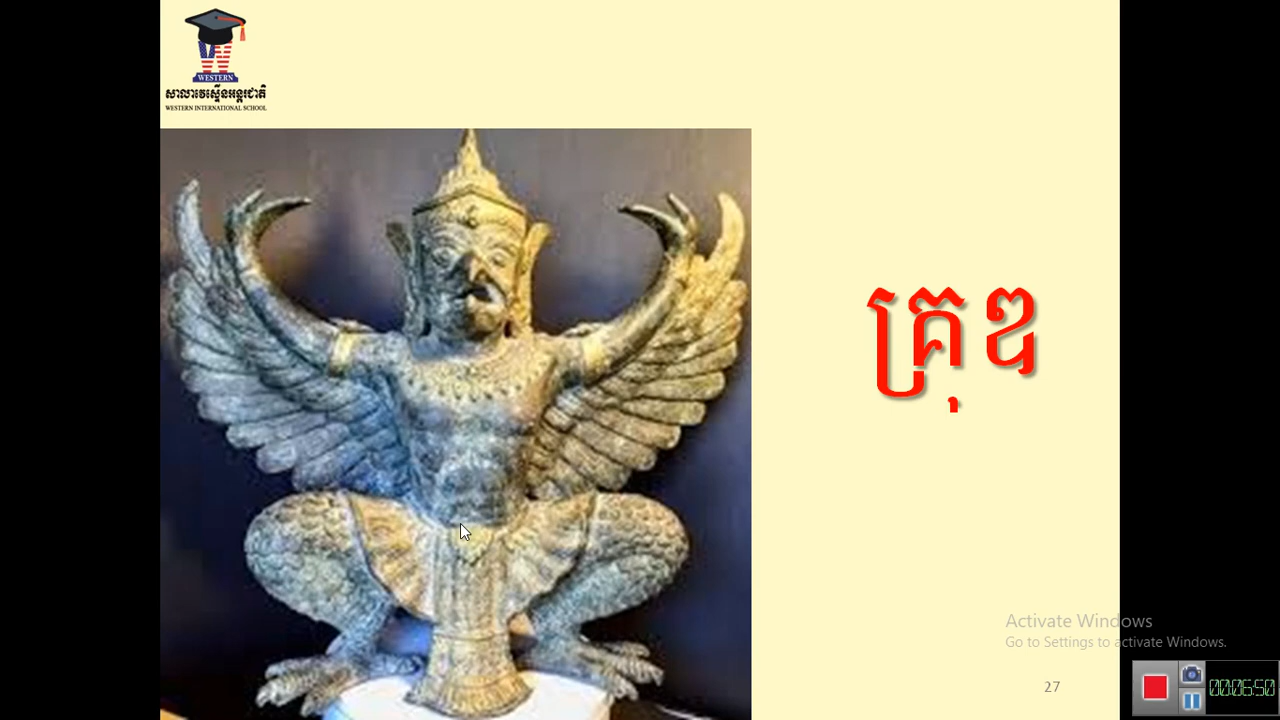 WESTERN
សាលាវេស្ទើនអន្តរជាតិ
WESTERN INTERNATIONAL SCHOOL
គ្រុឌ
Activate Windows
Go to Settings to activate Windows.
27
00:06:50